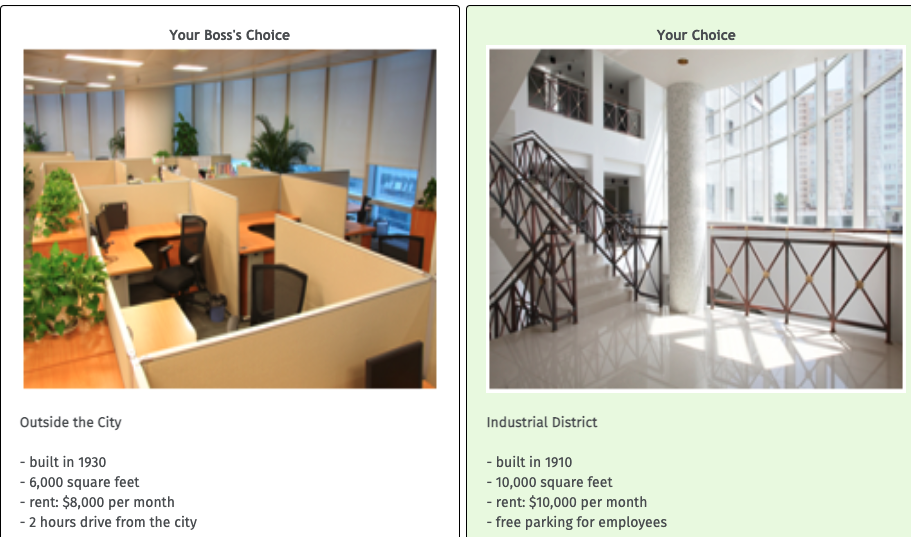 Your Boss's Choice
Outside the City
- built in 1930
- 6,000 square feet
- rent: $8,000 per month
- 2 hours drive from the city
Your Choice
Industrial District
- built in 1910
- 10,000 square feet
- rent: $10,000 per month
- free parking for employees